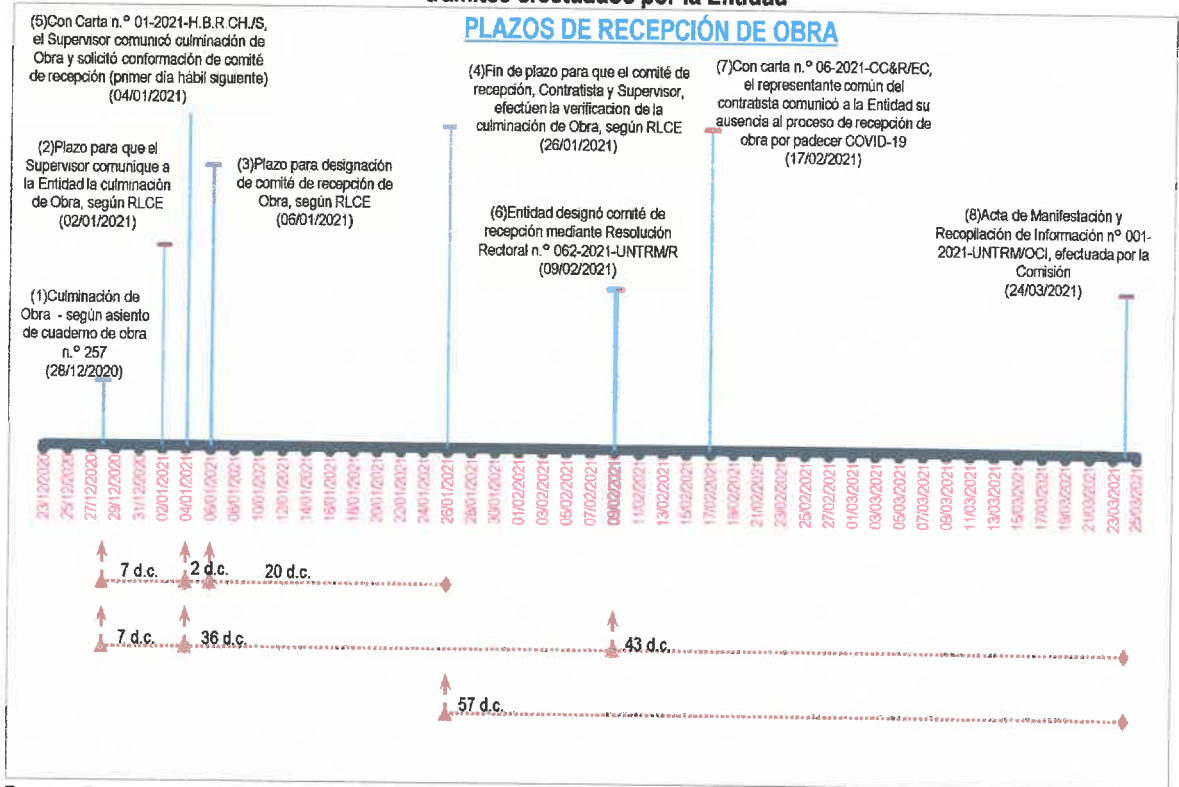 PLAZOS DE RECEPCIÓN DE OBRA
(5)Con Carta n.º 01-2021-H.B.R.CH./S,
el Supervisor comunicó culminación de
Obra y solicitó conformación de comité
de recepción (primer día hábil siguiente)
(04/01/2021)
(4)Fin de plazo para que el comité de
recepción, Contratista y Supervisor,
efectúen la verificacion de la
culminación de Obra, según RLCE
(26/01/2021)
(7)Con carta n.º 06-2021-CC&R/EC,
el representante común del
contratista comunicó a la Entidad su
ausencia al proceso de recepción de
obra por padecer COVID-19
(17/02/2021)
(2)Plazo para que el
Supervisor comunique a
la Entidad la culminación
de Obra, según RLCE
(02/01/2021)
(3)Plazo para designación
de comité de recepción de
Obra, según RLCE
(06/01/2021)
(6)Entidad designó comité de
recepción mediante Resolución
Rectoral n.º 062-2021-UNTRM/R
(09/02/2021)
(8)Acta de Manifestación y
Recopilación de Información nº 001-
2021-UNTRM/OCI, efectuada por la
Comisión
(24/03/2021)
(1)Culminación de
Obra - según asiento
de cuaderno de obra
n.º 257
(28/12/2020)
23/12/2020
25/12/2020
27/12/2020
29/12/2020
31/12/2020
02/01/2021
04/01/2021
06/01/2021
08/01/2021
10/01/2021
12/01/2021
14/01/2021
16/01/2021
18/01/2021
20/01/2021
22/01/2021
24/01/2021
26/01/2021
28/01/2021
30/01/2021
01/02/2021
03/02/2021
05/02/2021
07/02/2021
09/02/2021
11/02/2021
13/02/2021
15/02/2021
17/02/2021
19/02/2021
21/02/2021
23/02/2021
25/02/2021
27/02/2021
01/03/2021
03/03/2021
05/03/2021
07/03/2021
09/03/2021
11/03/2021
13/03/2021
15/03/2021
17/03/2021
19/03/2021
21/03/2021
23/03/2021
25/03/2021
7 d.c.
2 d.c.
20 d.c.
7 d.c.
36 d.c.
43 d.c.
57 d.c.